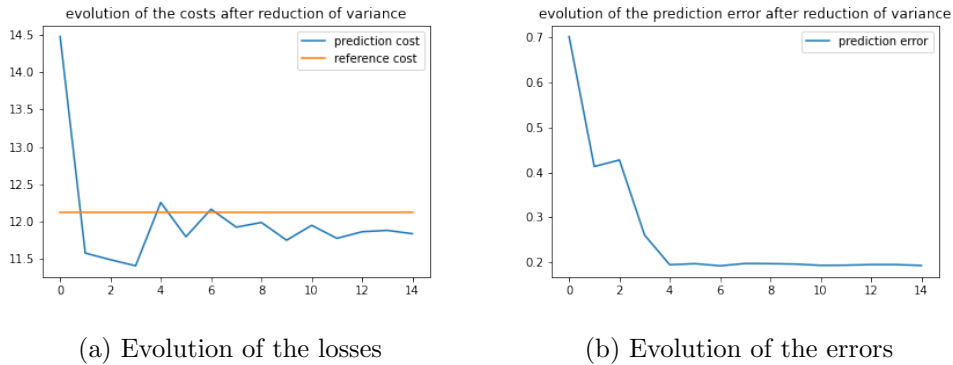 evolution of the costs after reduction of variance
14.5
14.0
13.5
13.0
12.5
12.0
11.5
0 2 4 6 8 10 12 14
prediction cost
reference cost
(a) Evolution of the losses
evolution of the prediction error after reduction of variance
0.7
0.6
0.5
0.4
0.3
0.2
0 2 4 6 8 10 12 14
prediction error
(b) Evolution of the errors